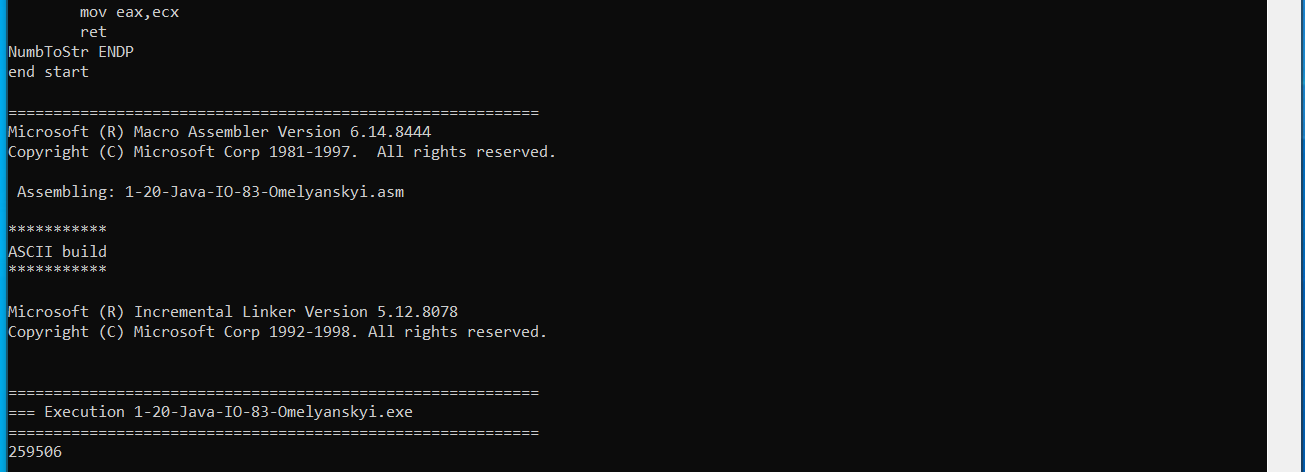 mov eax,ecx
ret
NumbToStr ENDP
end start
===========================================================
Microsoft (R) Macro Assembler Version 6.14.8444
Copyright (C) Microsoft Corp 1981-1997.  All rights reserved.
Assembling: 1-20-Java-IO-83-Omelyanskyi.asm
***********
ASCII build
***********
Microsoft (R) Incremental Linker Version 5.12.8078
Copyright (C) Microsoft Corp 1992-1998. All rights reserved.
===========================================================
=== Execution 1-20-Java-IO-83-Omelyanskyi.exe
===========================================================
259506